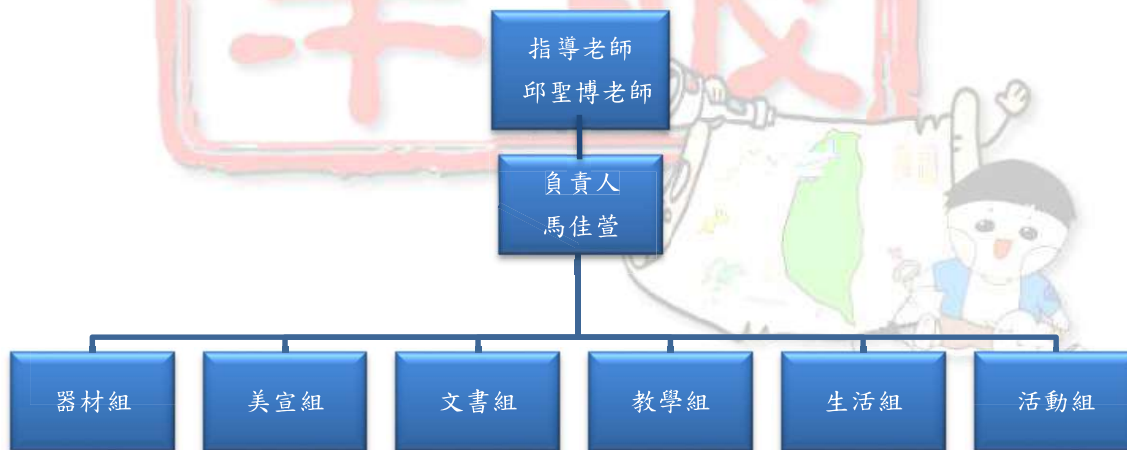 指導老師
邱聖博老師
負責人
馬佳萱
器材組
美宣組
文書組
教學組
生活組
活動組